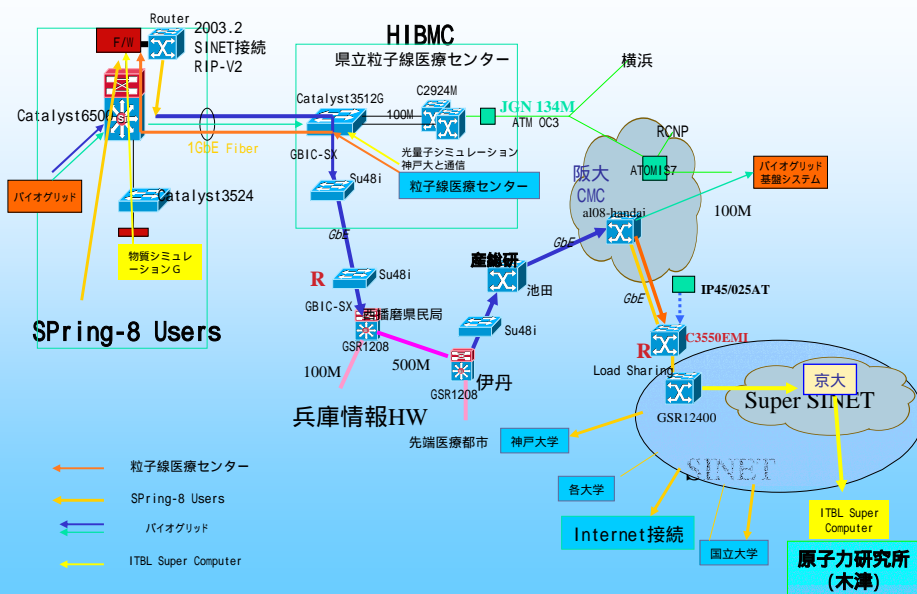 Router
2003.2
SINET接続
RIP-V2
F/W
HIBMC
県立粒子線医療センター
Catalyst6500
Si
1GbE Fiber
バイオグリッド
Catalyst3524
物質シミュレ
ーションG
SPring-8 Users
Catalyst3512G
C2924M
100M
GBIC-SX
光量子シミュレーション
神戸大と通信
粒子線医療センター
Su48i
JGN 134M
ATM OC3
横浜
RCNP
ATOMIS7
阪大
CMC
al08-handai
バイオグリッド
基盤システム
100M
GbE
GbE
産総研
池田
R
Su48i
GBIC-SX
西播磨県民局
GSR1208
100M
500M
Su48i
GSR1208
伊丹
兵庫情報HW
先端医療都市
GbE
IP45/025AT
C3550EMI
R
Load Sharing
GSR12400
京大
Super SINET
神戸大学
SINET
各大学
Internet接続
国立大学
ITBL Super
Computer
原子力研究所
(木津)
粒子線医療センター
SPring-8 Users
バイオグリッド
ITBL Super Computer